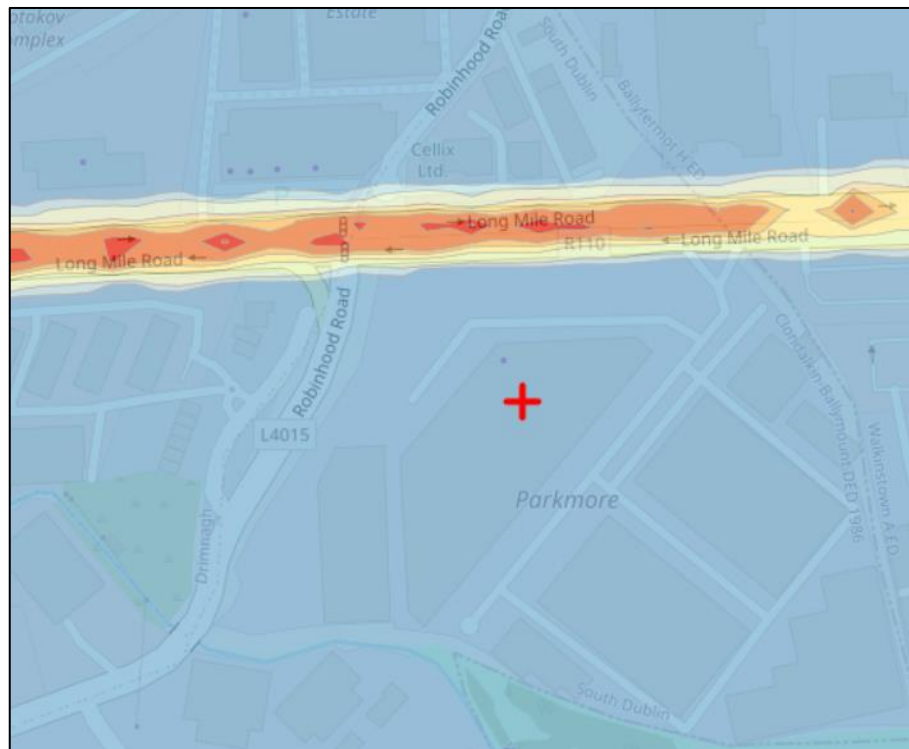 Estate
Robinhood Road
South Dublin
Ballyfermot H ED
Cellix
Ltd.
Long Mile Road
R110
Long Mile Road
Long Mile Road
Robinhood Road
L4015
Parkmore
Clondalkin-Ballymount DED 1986
Walkinstown A ED
Drimnagh
South Dublin